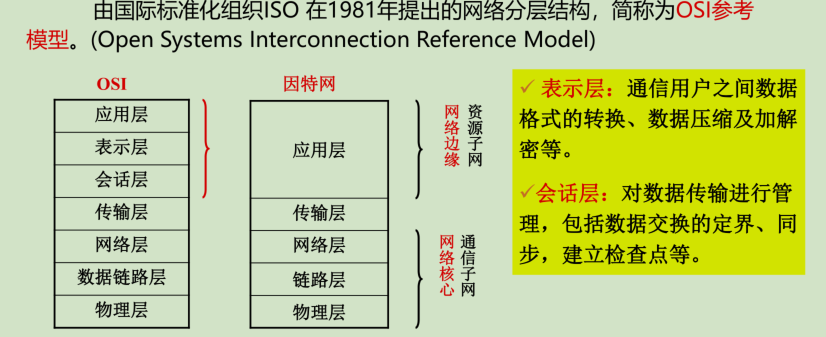 由国际标准化组织ISO 在1981年提出的网络分层结构，简称为OSI参考
模型。(Open Systems Interconnection Reference Model)
OSI
应用层
表示层
会话层
传输层
网络层
数据链路层
物理层
因特网
应用层
传输层
网络层
链路层
物理层
网络边缘
资源子网
网络核心
通信子网
✓ 表示层：通信用户之间数据
格式的转换、数据压缩及加解
密等。
✓会话层：对数据传输进行管
理，包括数据交换的定界、同
步，建立检查点等。